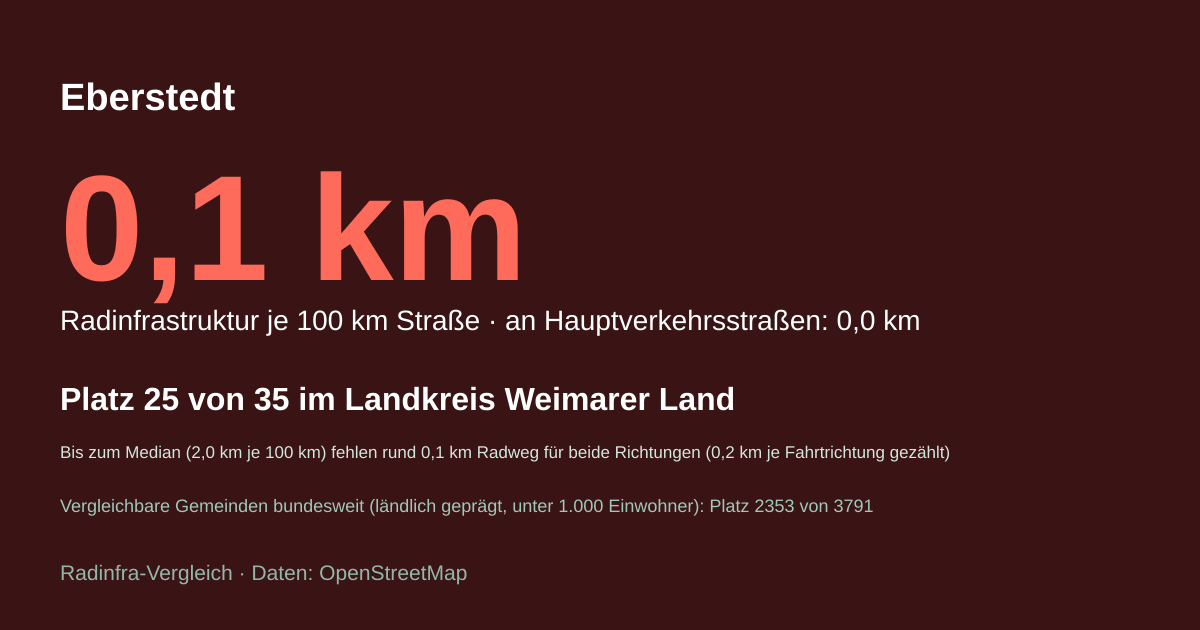 Eberstedt
0,1 km
Radinfrastruktur je 100 km Straße · an Hauptverkehrsstraßen: 0,0 km
Platz 25 von 35 im Landkreis Weimarer Land
Bis zum Median (2,0 km je 100 km) fehlen rund 0,1 km Radweg für beide Richtungen (0,2 km je Fahrtrichtung gezählt)
Vergleichbare Gemeinden bundesweit (ländlich geprägt, unter 1.000 Einwohner): Platz 2353 von 3791
Radinfra-Vergleich · Daten: OpenStreetMap